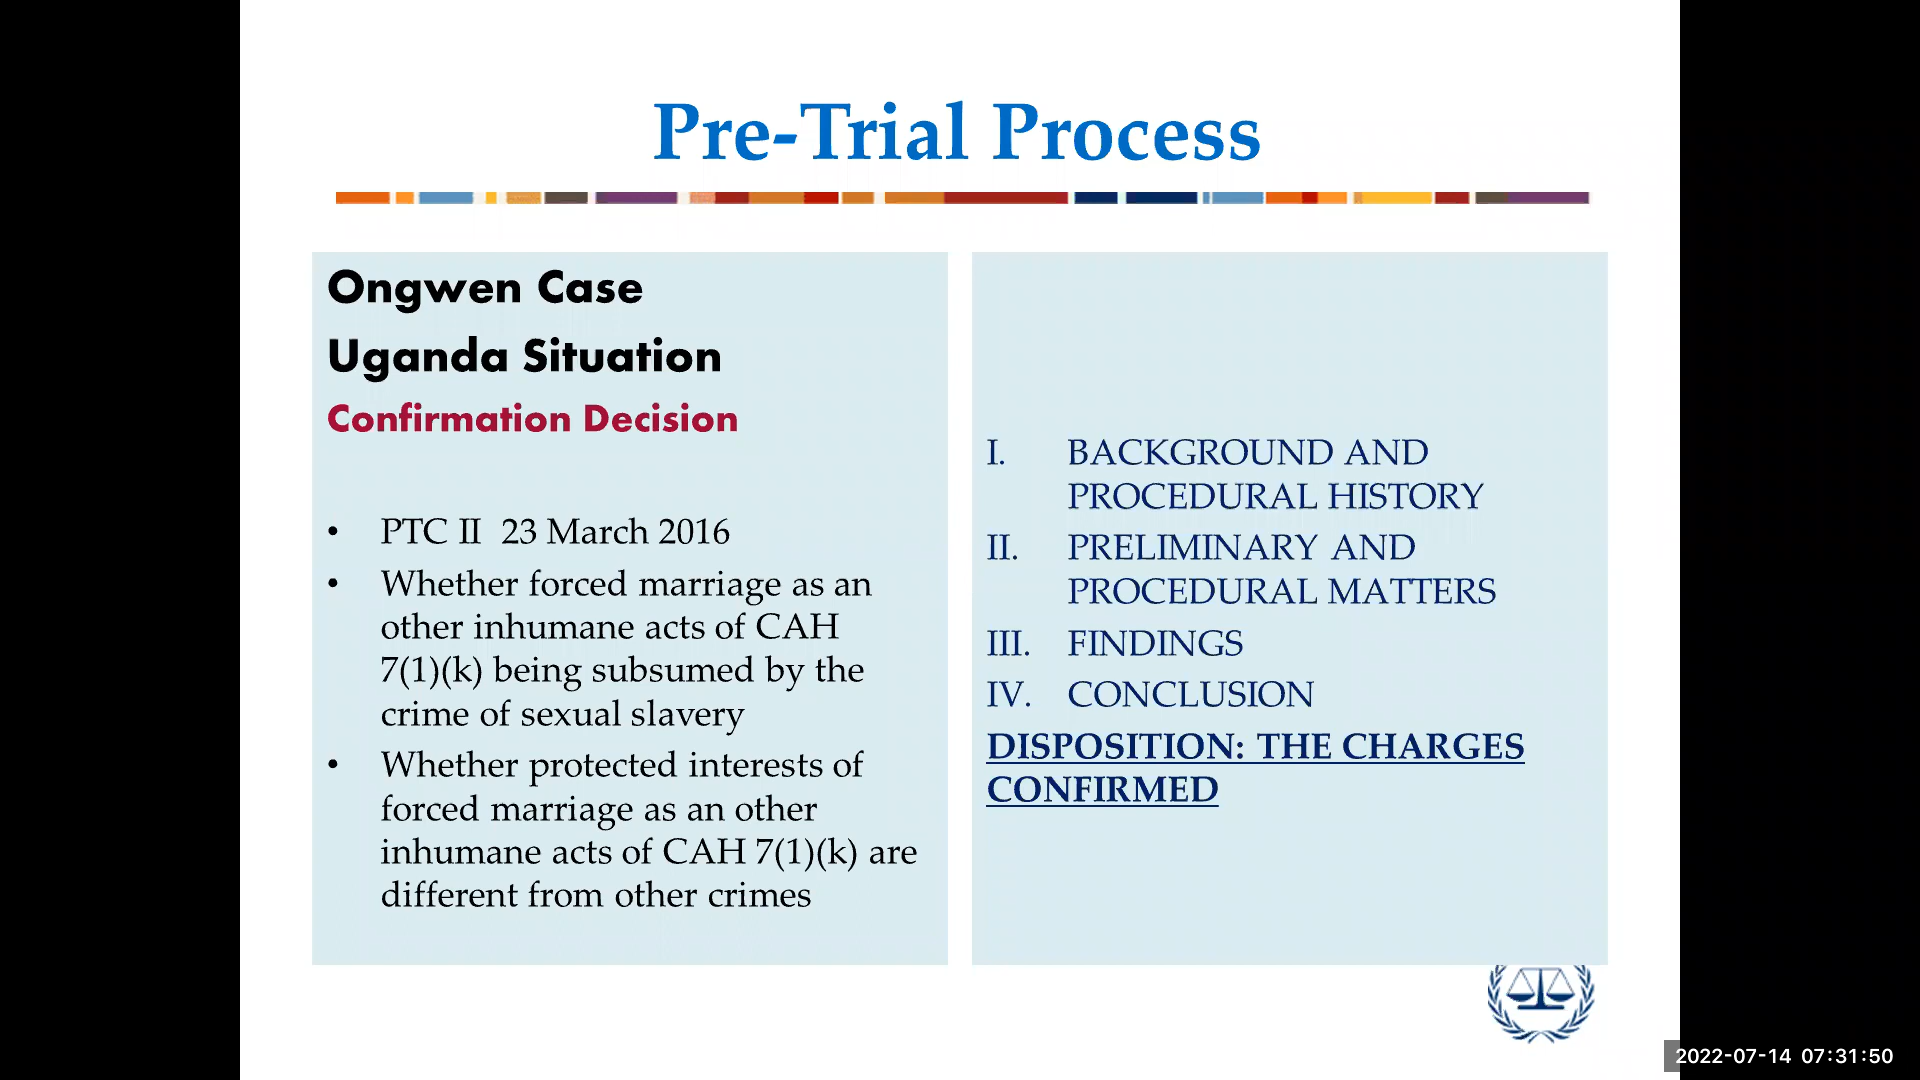 Pre-Trial Process
Ongwen Case
Uganda Situation
Confirmation Decision
• PTC II 23 March 2016
• Whether forced marriage as an
other inhumane acts of CAH
7(1)(k) being subsumed by the
crime of sexual slavery
• Whether protected interests of
forced marriage as an other
inhumane acts of CAH 7(1)(k) are
different from other crimes
I. BACKGROUND AND
PROCEDURAL HISTORY
II. PRELIMINARY AND
PROCEDURAL MATTERS
III. FINDINGS
IV. CONCLUSION
DISPOSITION: THE CHARGES
CONFIRMED
2022-07-14 07:31:50